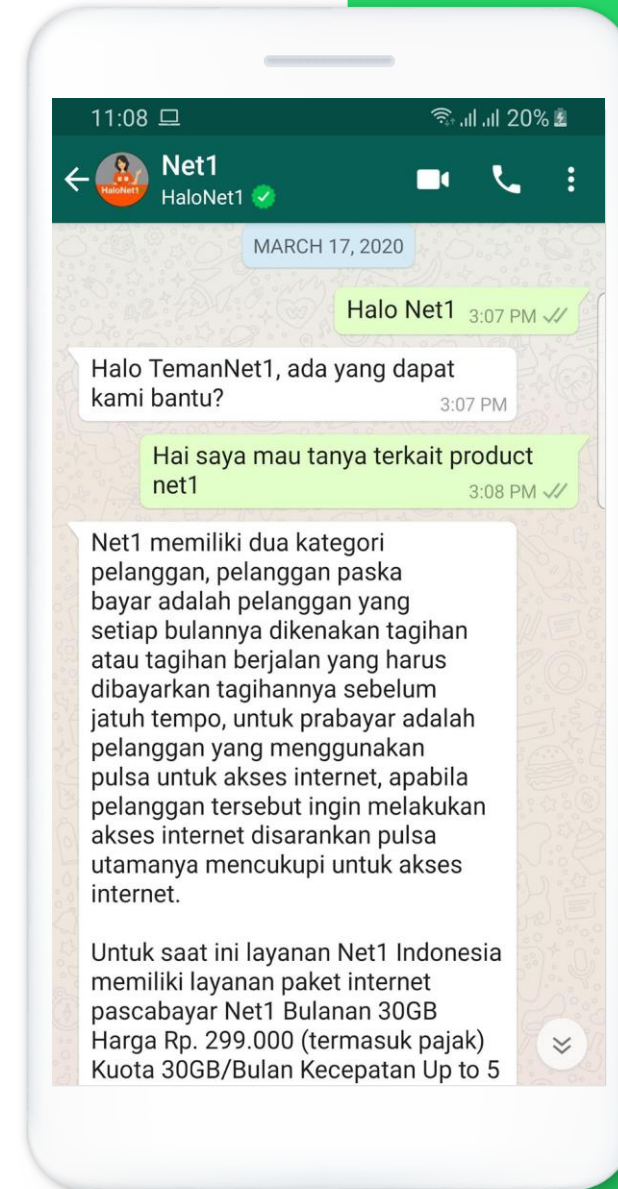 11:08 20%
Net1
HaloNet1
HaloNet1
MARCH 17, 2020
Halo Net1 3:07 PM
Halo TemanNet1, ada yang dapat
kami bantu? 3:07 PM
Hai saya mau tanya terkait product
net1 3:08 PM
Net1 memiliki dua kategori
pelanggan, pelanggan paska
bayar adalah pelanggan yang
setiap bulannya dikenakan tagihan
atau tagihan berjalan yang harus
dibayarkan tagihannya sebelum
jatuh tempo, untuk prabayar adalah
pelanggan yang menggunakan
pulsa untuk akses internet, apabila
pelanggan tersebut ingin melakukan
akses internet disarankan pulsa
utamanya mencukupi untuk akses
internet.
Untuk saat ini layanan Net1 Indonesia
memiliki layanan paket internet
pascabayar Net1 Bulanan 30GB
Harga Rp. 299.000 (termasuk pajak)
Kuota 30GB/Bulan Kecepatan Up to 5